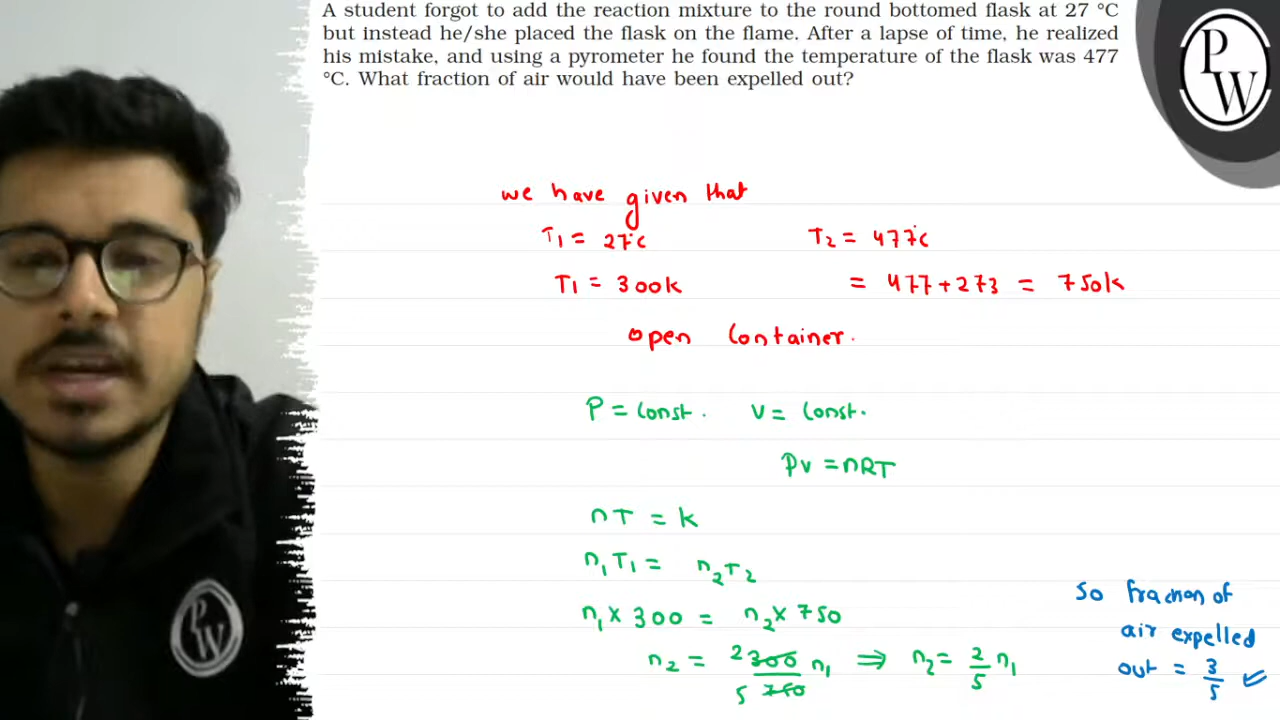 A student forgot to add the reaction mixture to the round bottomed flask at 27 °C
but instead he/she placed the flask on the flame. After a lapse of time, he realized
his mistake, and using a pyrometer he found the temperature of the flask was 477
°C. What fraction of air would have been expelled out?
P
W
we have given that
T₁ = 27°C
T₂ = 477°C
T₁ = 300k
= 477+273 = 750k
open container.
P = const. V = const.
PV = nRT
nT = k
n₁T₁ = n₂T₂
n₁ × 300 = n₂ × 750
n₂ = 2 300 / 5 750 n₁ ⇒ n₂ = 2/5 n₁
so fraction of
air expelled
out = 3/5 ✓
P
W